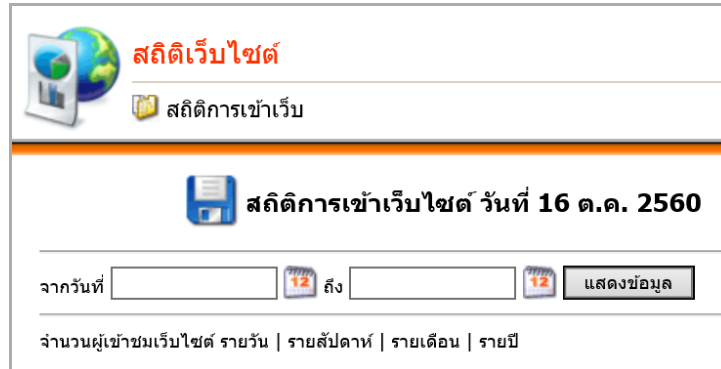 สถิติเว็บไซต์
สถิติการเข้าเว็บ
สถิติการเข้าเว็บไซต์ วันที่ 16 ต.ค. 2560
จากวันที่ 12 ถึง 12 แสดงข้อมูล
จำนวนผู้เข้าชมเว็บไซต์ รายวัน | รายสัปดาห์ | รายเดือน | รายปี